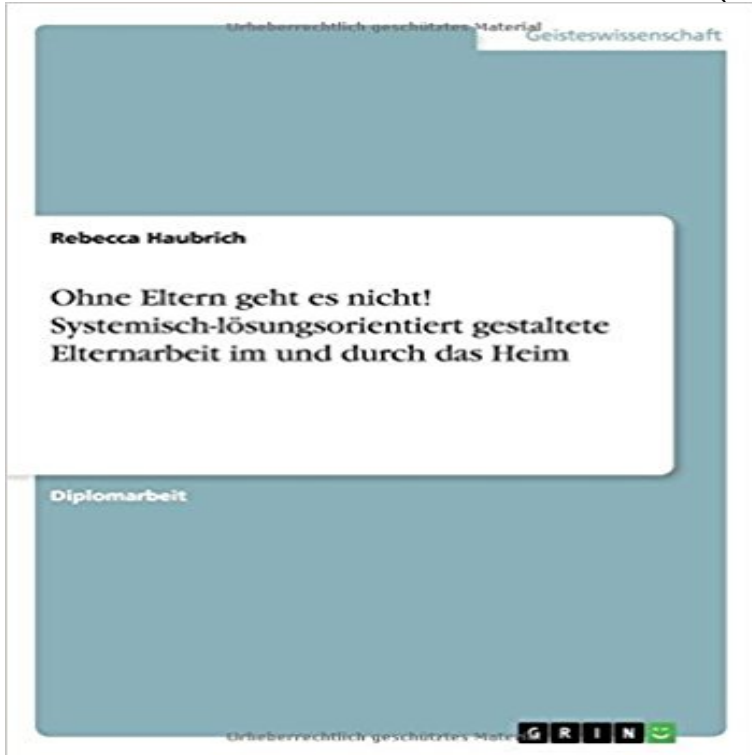 Urheberrechtlich geschütztes Material
Geisteswissenschaft
Rebecca Haubrich
Ohne Eltern geht es nicht!
Systemisch-lösungsorientiert gestaltete
Elternarbeit im und durch das Heim
Diplomarbeit
Urheberrechtlich geschütztes Mate
GRIN